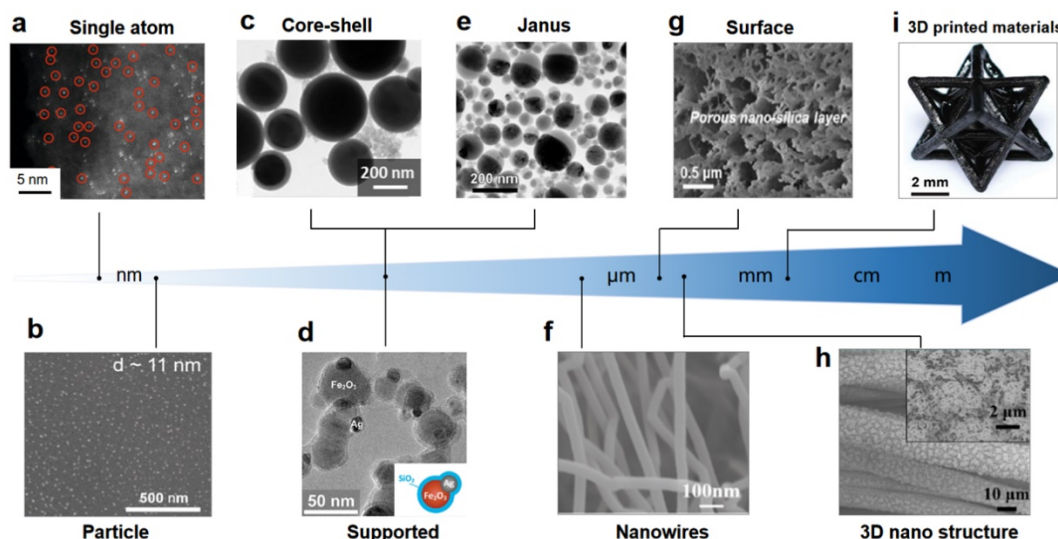 a
Single atom
5 nm
c
Core-shell
200 nm
e
Janus
200 nm
g
Surface
Porous nano-silica layer
0.5 μm
i
3D printed materials
2 mm
nm
μm
mm
cm
m
b
d ~ 11 nm
500 nm
Particle
d
Fe₂O₃
Ag
50 nm
SiO₂
Fe₂O₃
Ag
Supported
f
100nm
Nanowires
h
2 μm
10 μm
3D nano structure